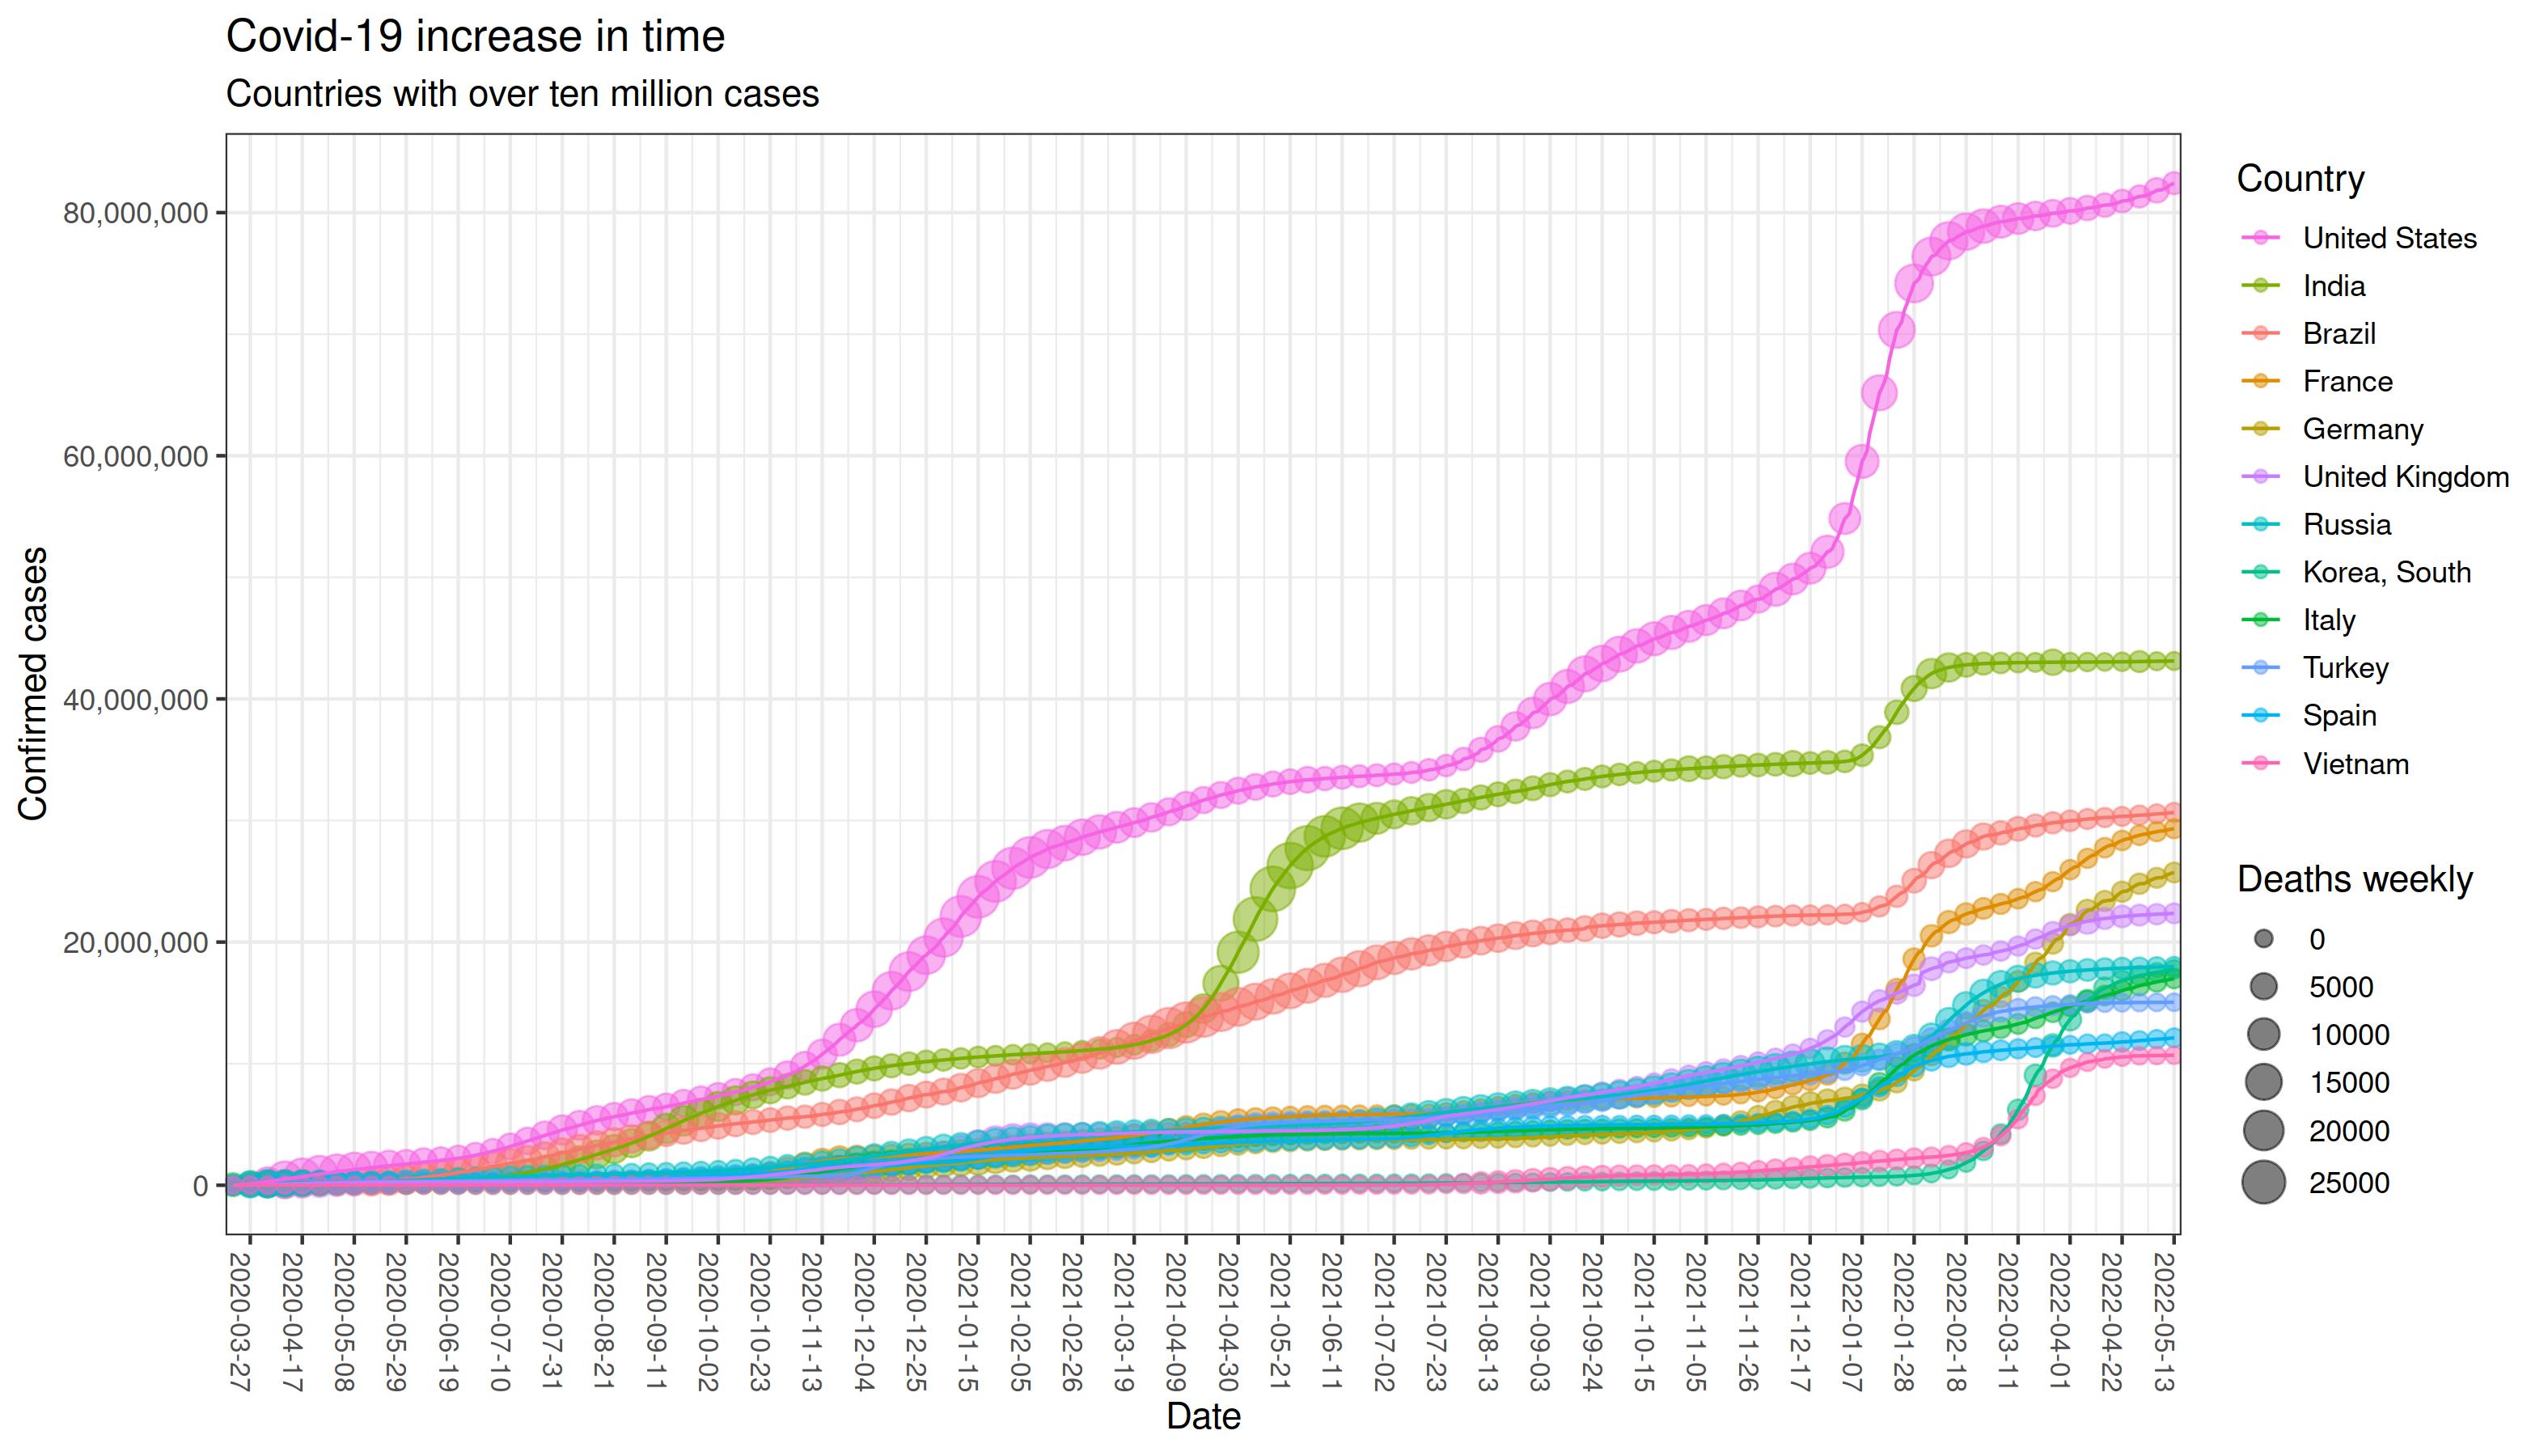 Covid-19 increase in time
Countries with over ten million cases
Confirmed cases
80,000,000
60,000,000
40,000,000
20,000,000
0
2020-03-27
2020-04-17
2020-05-08
2020-05-29
2020-06-19
2020-07-10
2020-07-31
2020-08-21
2020-09-11
2020-10-02
2020-10-23
2020-11-13
2020-12-04
2020-12-25
2021-01-15
2021-02-05
2021-02-26
2021-03-19
2021-04-09
2021-04-30
2021-05-21
2021-06-11
2021-07-02
2021-07-23
2021-08-13
2021-09-03
2021-09-24
2021-10-15
2021-11-05
2021-11-26
2021-12-17
2022-01-07
2022-01-28
2022-02-18
2022-03-11
2022-04-01
2022-04-22
2022-05-13
Date
Country
United States
India
Brazil
France
Germany
United Kingdom
Russia
Korea, South
Italy
Turkey
Spain
Vietnam
Deaths weekly
0
5000
10000
15000
20000
25000